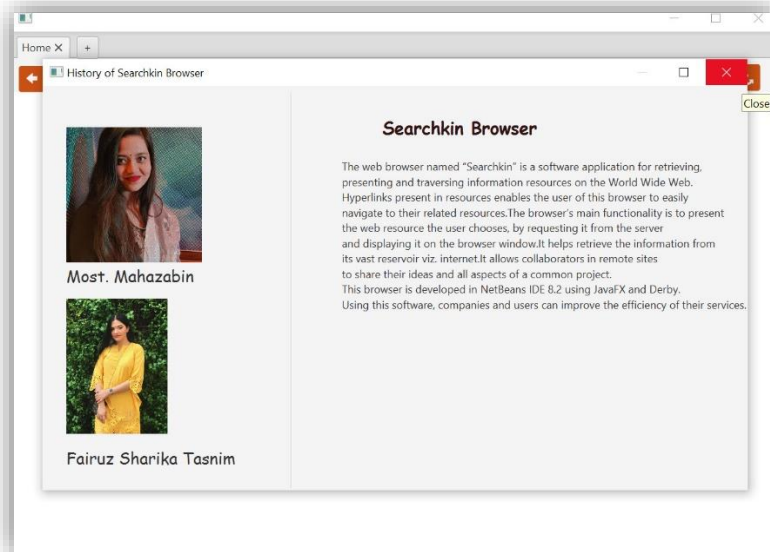 Home
+
History of Searchkin Browser
Close
Most. Mahazabin
Fairuz Sharika Tasnim
Searchkin Browser
The web browser named “Searchkin” is a software application for retrieving,
presenting and traversing information resources on the World Wide Web.
Hyperlinks present in resources enables the user of this browser to easily
navigate to their related resources.The browser's main functionality is to present
the web resource the user chooses, by requesting it from the server
and displaying it on the browser window.It helps retrieve the information from
its vast reservoir viz. internet.It allows collaborators in remote sites
to share their ideas and all aspects of a common project.
This browser is developed in NetBeans IDE 8.2 using JavaFX and Derby.
Using this software, companies and users can improve the efficiency of their services.